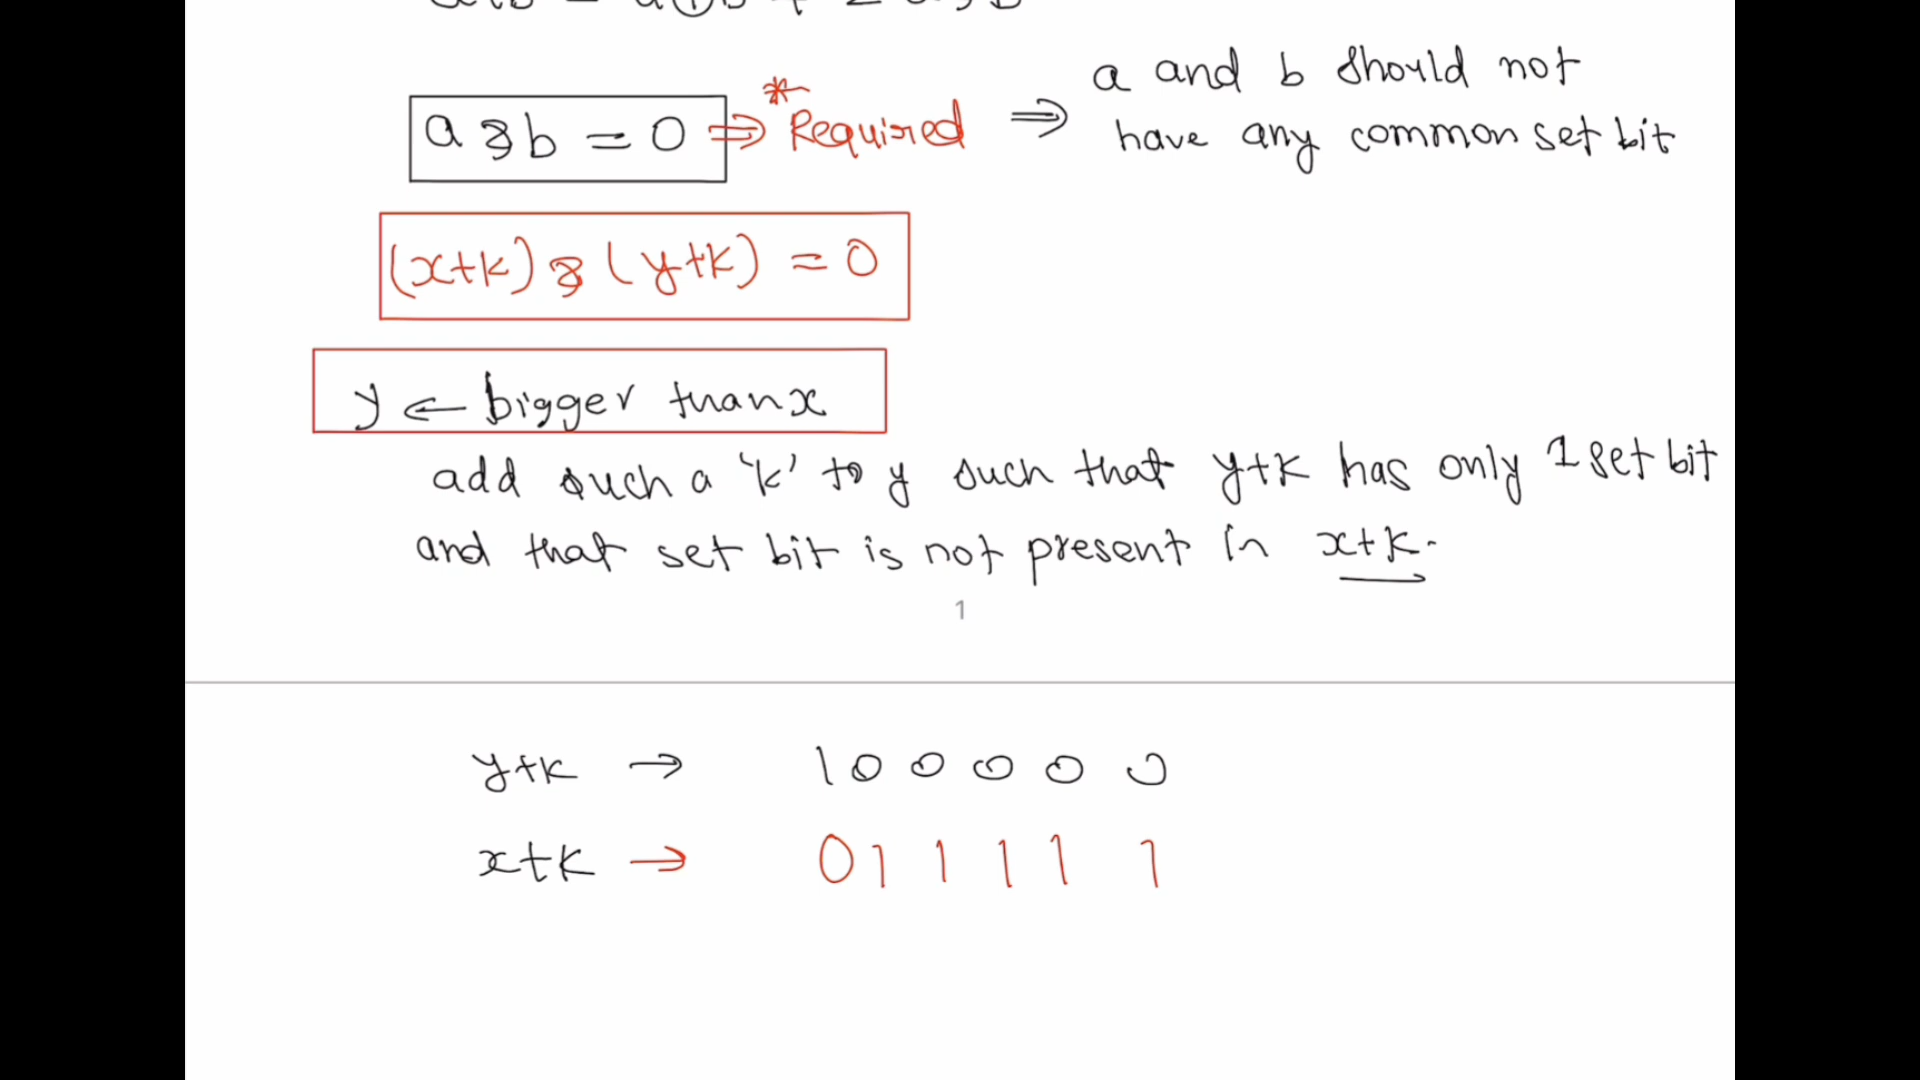 a & b = 0 ⇒ *Required ⇒ a and b should not
have any common set bit
(x+k) & (y+k) = 0
y ← bigger than x
add such a 'k' to y such that y+k has only 1 set bit
and that set bit is not present in x+k.
1
y+k → 1 0 0 0 0 0
x+k → 0 1 1 1 1 1